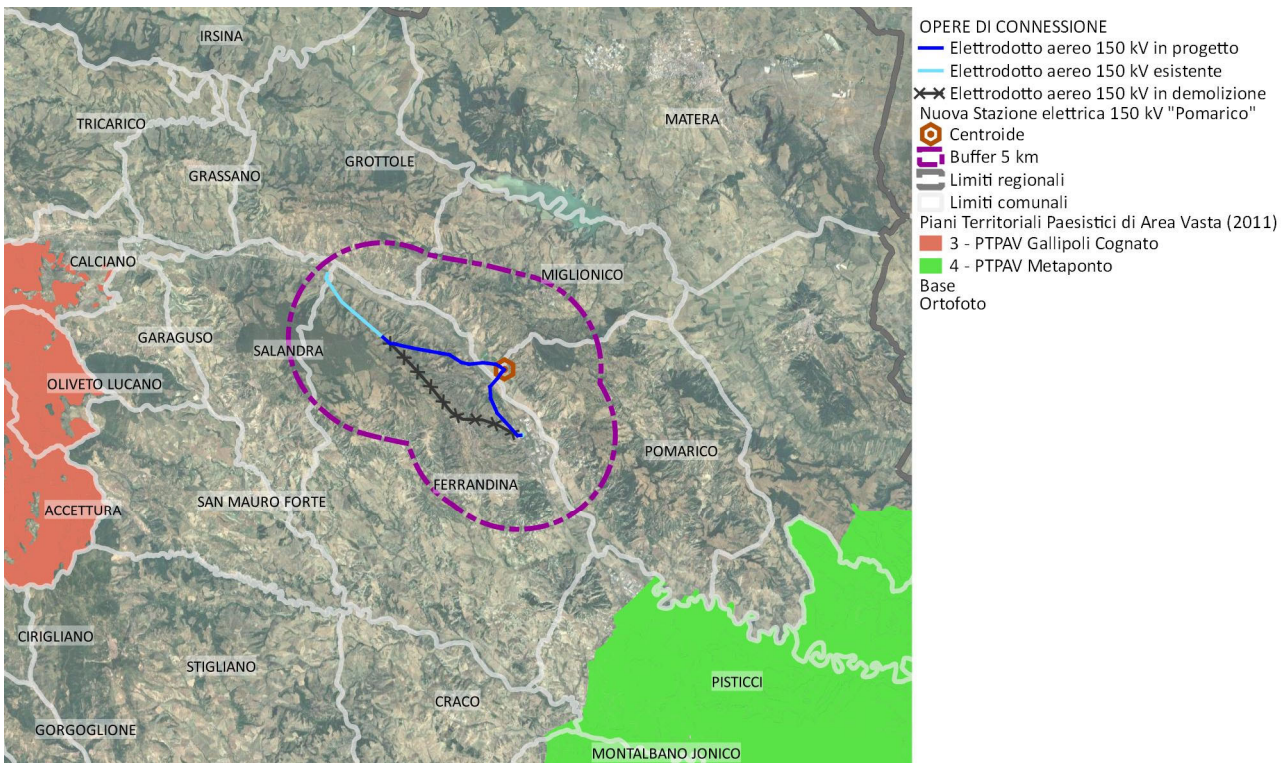 IRSINA
TRICARICO
MATERA
GROTTOLE
GRASSANO
CALCIANO
MIGLIONICO
GARAGUSO
SALANDRA
OLIVETO LUCANO
POMARICO
FERRANDINA
SAN MAURO FORTE
ACCETTURA
CIRIGLIANO
STIGLIANO
PISTICCI
CRACO
GORGOGLIONE
MONTALBANO JONICO
OPERE DI CONNESSIONE
Elettrodotto aereo 150 kV in progetto
Elettrodotto aereo 150 kV esistente
Elettrodotto aereo 150 kV in demolizione
Nuova Stazione elettrica 150 kV "Pomarico"
Centroide
Buffer 5 km
Limiti regionali
Limiti comunali
Piani Territoriali Paesistici di Area Vasta (2011)
3 - PTPAV Gallipoli Cognato
4 - PTPAV Metaponto
Base
Ortofoto